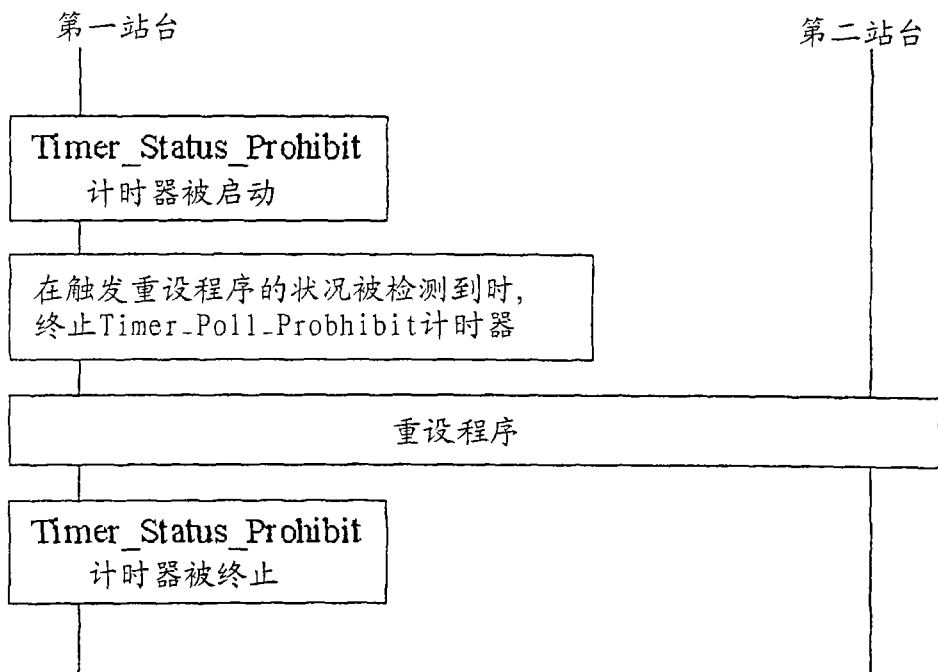 第一站台
第二站台
Timer_Status_Prohibit
计时器被启动
在触发重设程序的状况被检测到时,
终止Timer_Poll_Probhibit计时器
重设程序
Timer_Status_Prohibit
计时器被终止